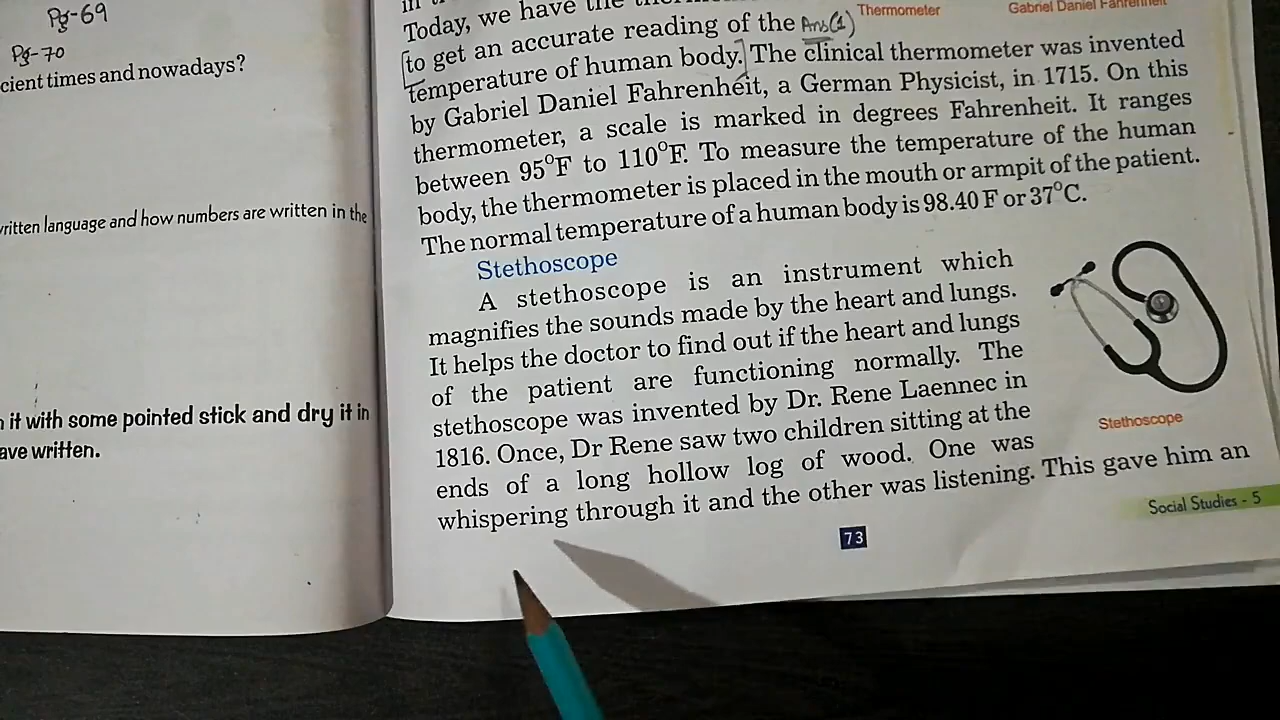 Pg-69
Pg-70
cient times and nowadays?
ritten language and how numbers are written in the
it with some pointed stick and dry it in
ave written.
Today, we have the
Thermometer
Gabriel Daniel Fahrenheit
to get an accurate reading of the Ans(1)
temperature of human body. The clinical thermometer was invented
by Gabriel Daniel Fahrenheit, a German Physicist, in 1715. On this
thermometer, a scale is marked in degrees Fahrenheit. It ranges
between 95°F to 110°F. To measure the temperature of the human
body, the thermometer is placed in the mouth or armpit of the patient.
The normal temperature of a human body is 98.40 F or 37°C.
Stethoscope
A stethoscope is an instrument which
magnifies the sounds made by the heart and lungs.
It helps the doctor to find out if the heart and lungs
of the patient are functioning normally. The
stethoscope was invented by Dr. Rene Laennec in
1816. Once, Dr Rene saw two children sitting at the
ends of a long hollow log of wood. One was
whispering through it and the other was listening. This gave him an
Stethoscope
Social Studies - 5
73